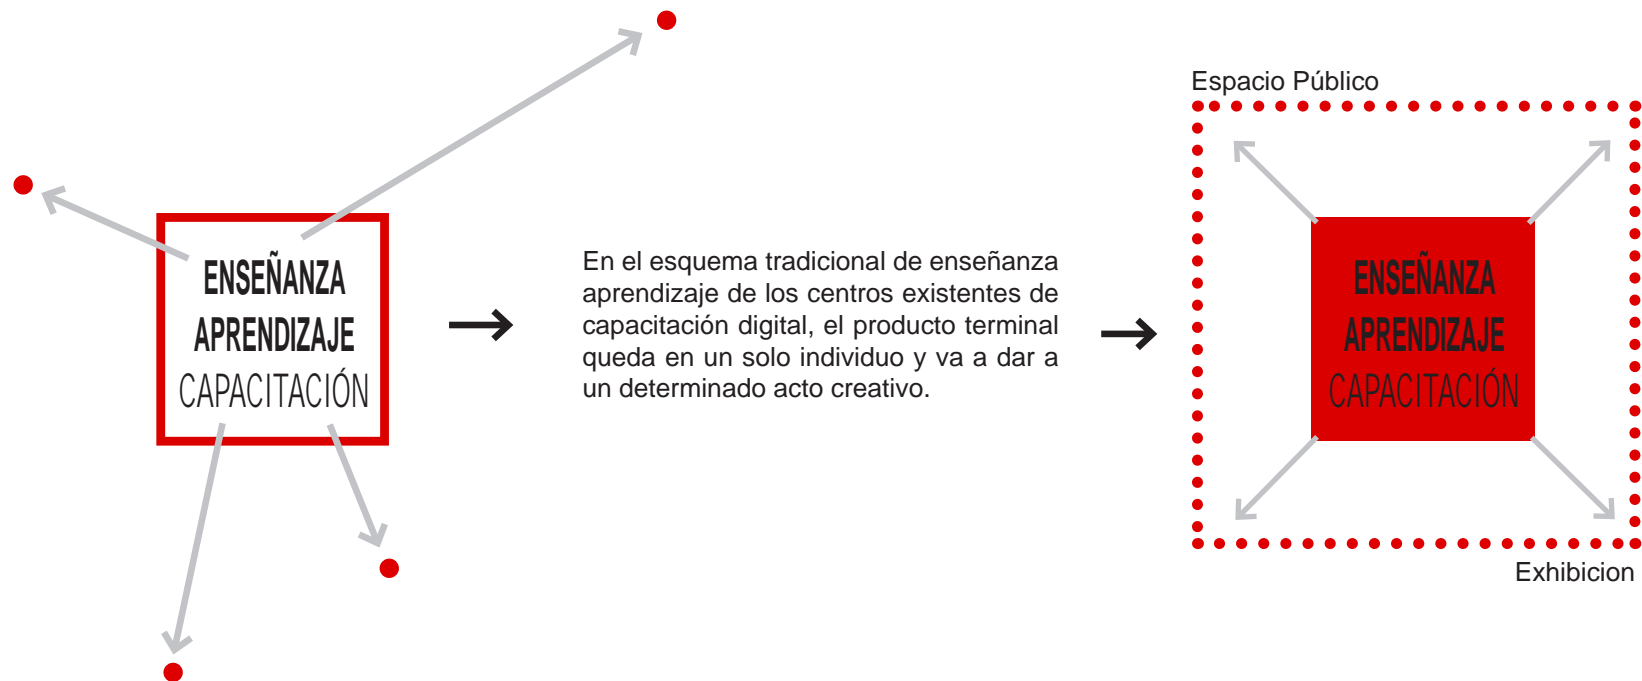 ENSEÑANZA
APRENDIZAJE
CAPACITACIÓN
En el esquema tradicional de enseñanza
aprendizaje de los centros existentes de
capacitación digital, el producto terminal
queda en un solo individuo y va a dar a
un determinado acto creativo.
Espacio Público
ENSEÑANZA
APRENDIZAJE
CAPACITACIÓN
Exhibicion